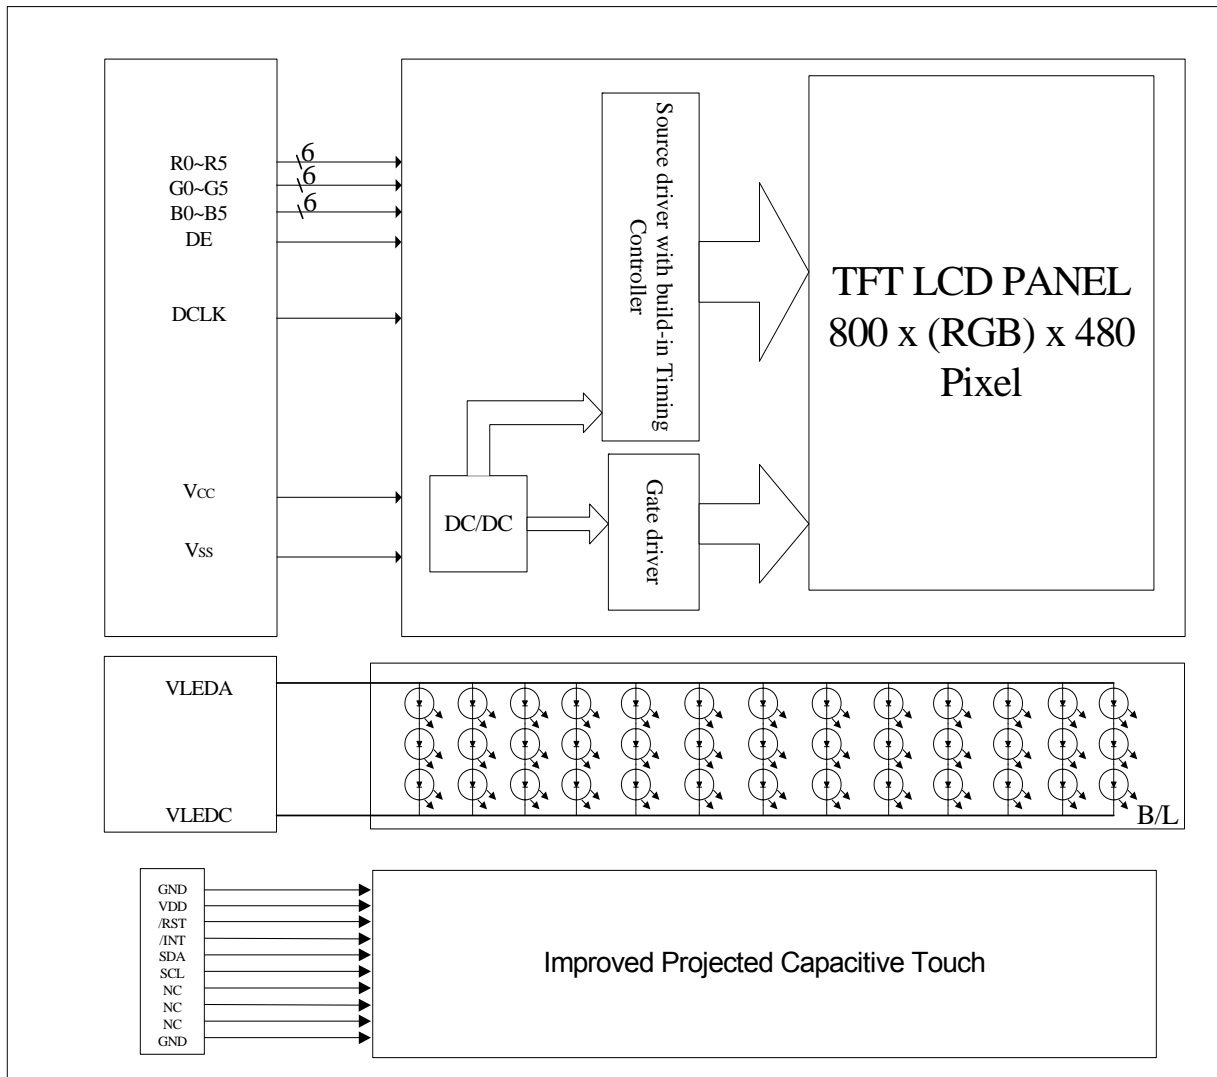 R0~R5
6
G0~G5
6
B0~B5
6
DE
DCLK
VCC
VSS
Source driver with build-in Timing
Controller
DC/DC
Gate driver
TFT LCD PANEL
800 x (RGB) x 480
Pixel
VLEDA
VLEDC
B/L
GND
VDD
/RST
/INT
SDA
SCL
NC
NC
NC
GND
Improved Projected Capacitive Touch